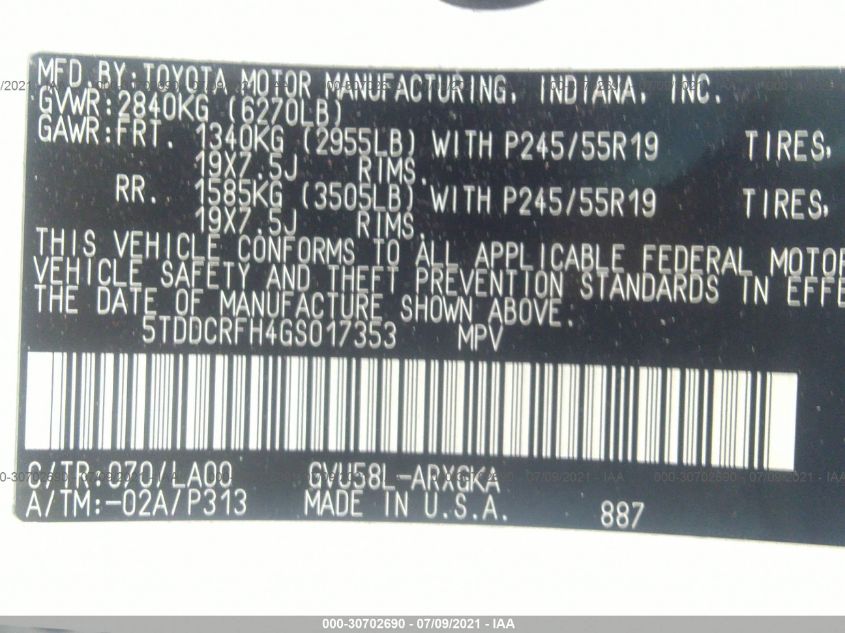 MFD. BY: TOYOTA MOTOR MANUFACTURING, INDIANA, INC.
GVWR: 2840KG (6270LB)
GAWR: FRT. 1340KG (2955LB) WITH P245/55R19 TIRES,
19X7.5J RIMS.
RR. 1585KG (3505LB) WITH P245/55R19 TIRES,
19X7.5J RIMS.
THIS VEHICLE CONFORMS TO ALL APPLICABLE FEDERAL MOTOR
VEHICLE SAFETY AND THEFT PREVENTION STANDARDS IN EFFE
THE DATE OF MANUFACTURE SHOWN ABOVE.
5TDDCRFH4GS017353 MPV
C/TR: 070/LA00 GVU58L-ARXGKA
A/TM: -02A/P313 MADE IN U.S.A. 887
000-30702690 - 07/09/2021 - IAA